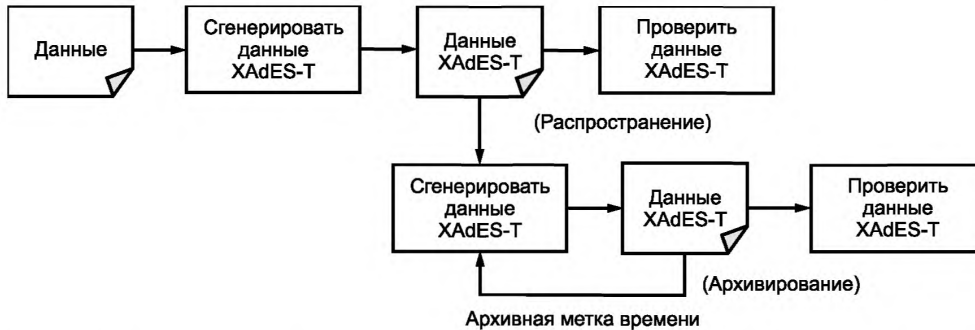 Данные
Сгенерировать
данные
XAdES-T
Данные
XAdES-T
Проверить
данные
XAdES-T
(Распространение)
Сгенерировать
данные
XAdES-T
Данные
XAdES-T
Проверить
данные
XAdES-T
(Архивирование)
Архивная метка времени